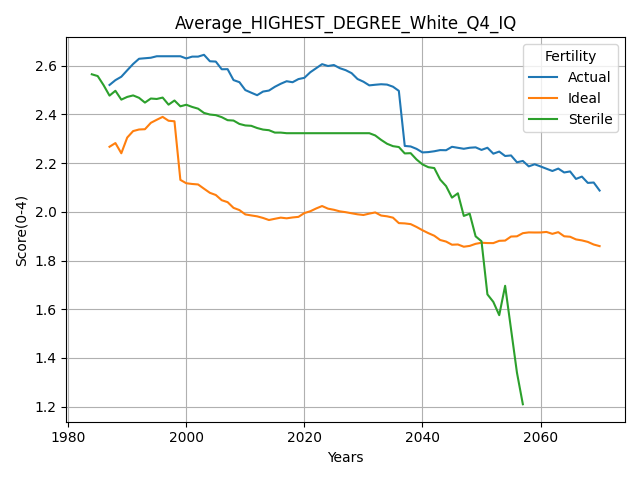 Average_HIGHEST_DEGREE_White_Q4_IQ
Score(0-4)
2.6
2.4
2.2
2.0
1.8
1.6
1.4
1.2
Fertility
Actual
Ideal
Sterile
1980
2000
2020
2040
2060
Years